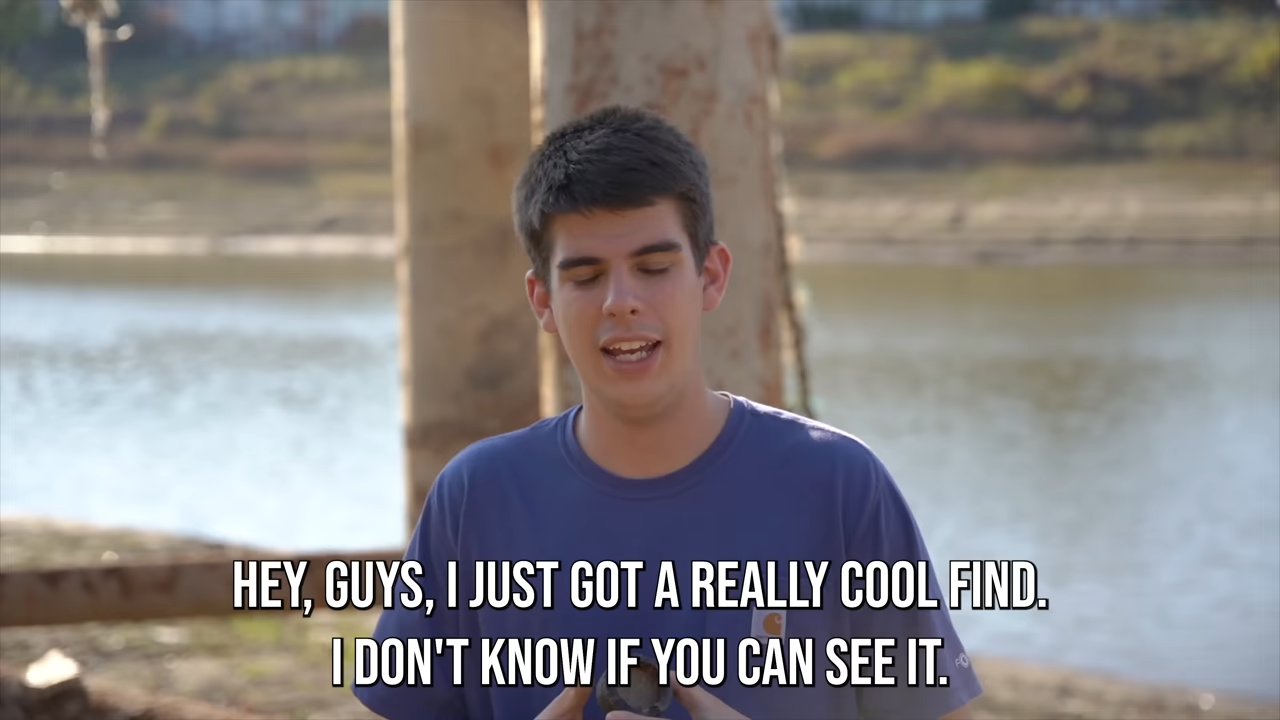 HEY, GUYS, I JUST GOT A REALLY COOL FIND.
I DON'T KNOW IF YOU CAN SEE IT.